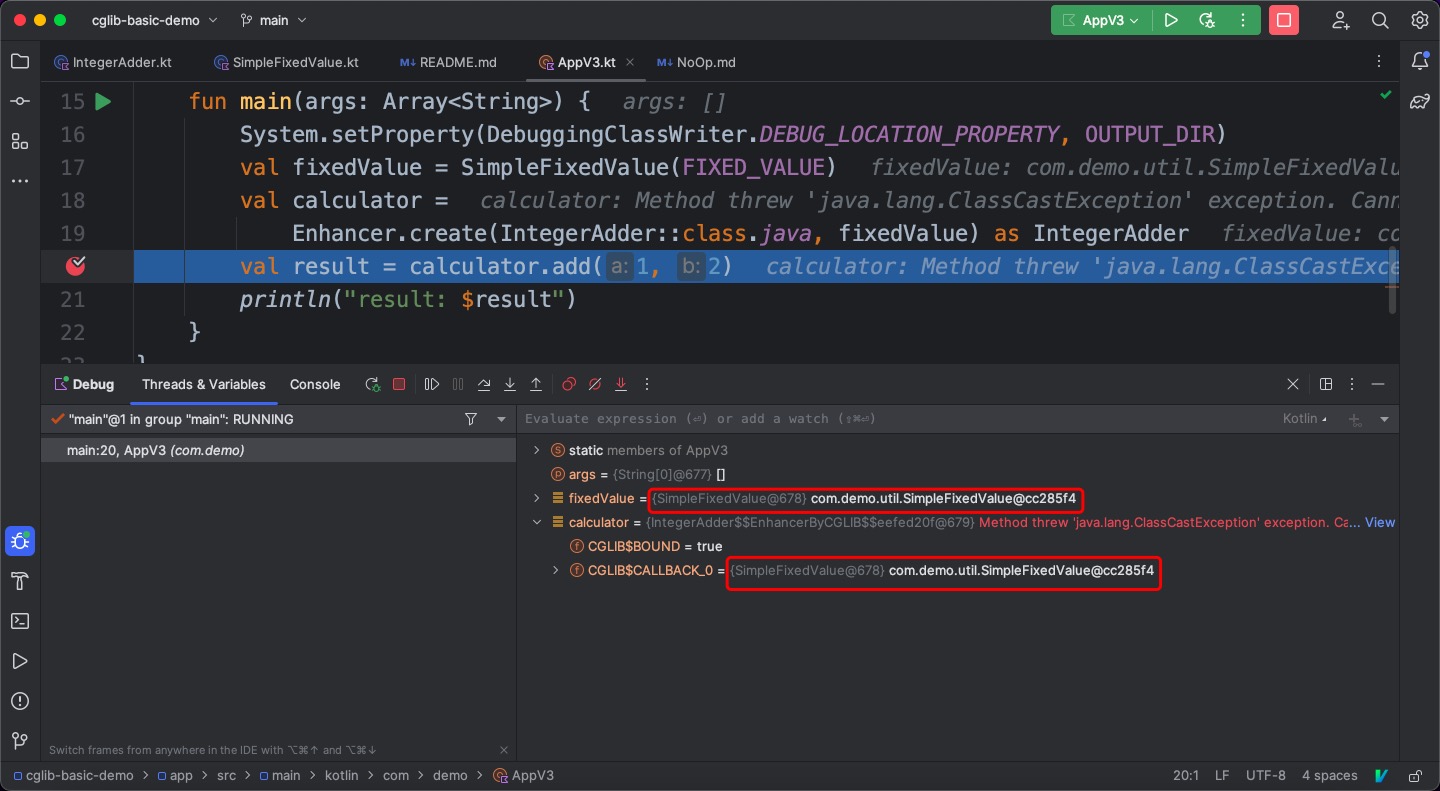 cglib-basic-demo main AppV3
IntegerAdder.kt SimpleFixedValue.kt M↓ README.md AppV3.kt M↓ NoOp.md
15 fun main(args: Array<String>) { args: []
16 System.setProperty(DebuggingClassWriter.DEBUG_LOCATION_PROPERTY, OUTPUT_DIR)
17 val fixedValue = SimpleFixedValue(FIXED_VALUE) fixedValue: com.demo.util.SimpleFixedValu
18 val calculator = calculator: Method threw 'java.lang.ClassCastException' exception. Cann
19 Enhancer.create(IntegerAdder::class.java, fixedValue) as IntegerAdder fixedValue: co
val result = calculator.add( a: 1, b: 2) calculator: Method threw 'java.lang.ClassCastExce
21 println("result: $result")
22 }
23 }
Debug Threads & Variables Console
"main"@1 in group "main": RUNNING
main:20, AppV3 (com.demo)
Switch frames from anywhere in the IDE with ⌥⌘↑ and ⌥⌘↓
Evaluate expression (⏎) or add a watch (⇧⌘⏎) Kotlin
static members of AppV3
args = {String[0]@677} []
fixedValue = {SimpleFixedValue@678} com.demo.util.SimpleFixedValue@cc285f4
calculator = {IntegerAdder$$EnhancerByCGLIB$$eefed20f@679} Method threw 'java.lang.ClassCastException' exception. Ca... View
CGLIB$BOUND = true
CGLIB$CALLBACK_0 = {SimpleFixedValue@678} com.demo.util.SimpleFixedValue@cc285f4
cglib-basic-demo > app > src > main > kotlin > com > demo > AppV3 20:1 LF UTF-8 4 spaces